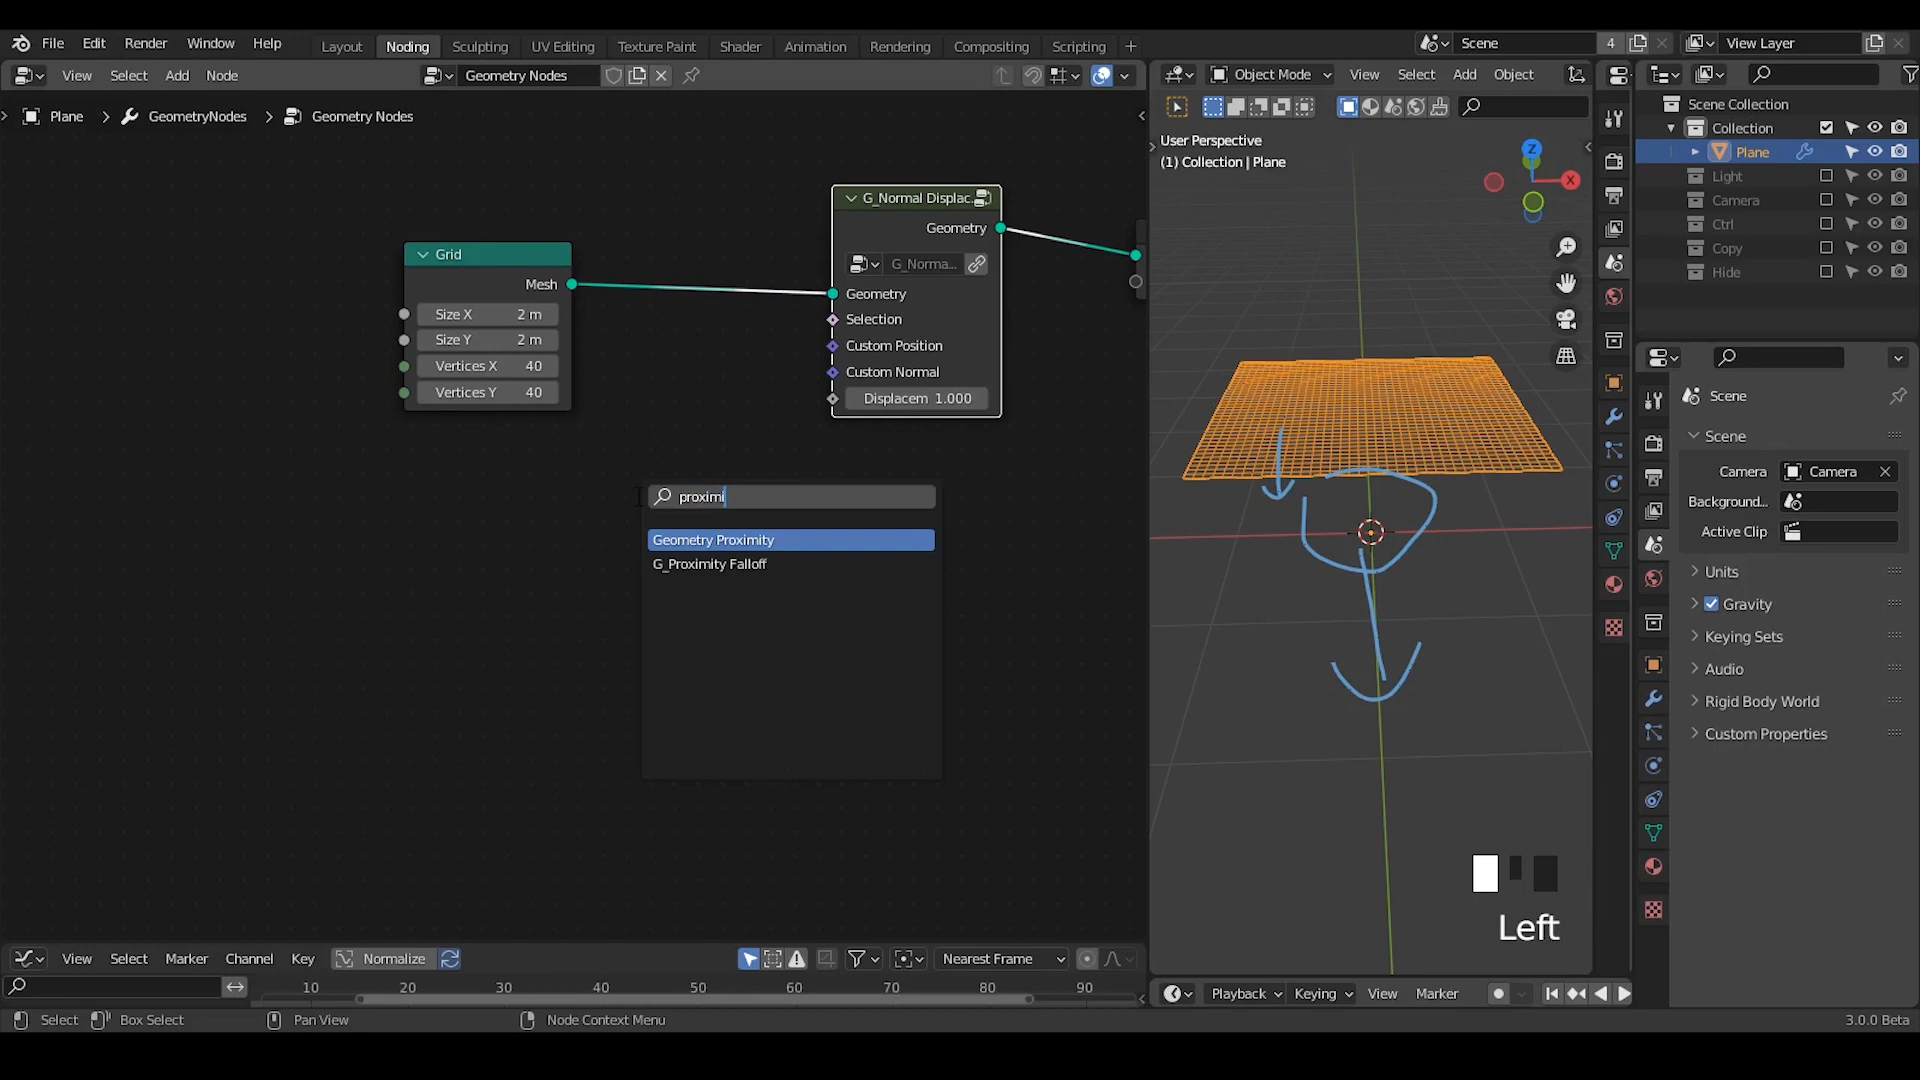 File Edit Render Window Help Layout Noding Sculpting UV Editing Texture Paint Shader Animation Rendering Compositing Scripting + Scene 4 View Layer
View Select Add Node Geometry Nodes
Object Mode View Select Add Object
Plane > GeometryNodes > Geometry Nodes
G_Normal Displac..
Geometry
G_Norma...
Geometry
Selection
Custom Position
Custom Normal
Displacem 1.000
Grid
Mesh
Size X 2 m
Size Y 2 m
Vertices X 40
Vertices Y 40
proximi
Geometry Proximity
G_Proximity Falloff
User Perspective
(1) Collection | Plane
Z
X
Left
Scene Collection
Collection
Plane
Light
Camera
Ctrl
Copy
Hide
Scene
Scene
Camera Camera
Background...
Active Clip
Units
Gravity
Keying Sets
Audio
Rigid Body World
Custom Properties
View Select Marker Channel Key Normalize Nearest Frame
10 20 30 40 50 60 70 80 90
Playback Keying View Marker
Select Box Select Pan View Node Context Menu 3.0.0 Beta